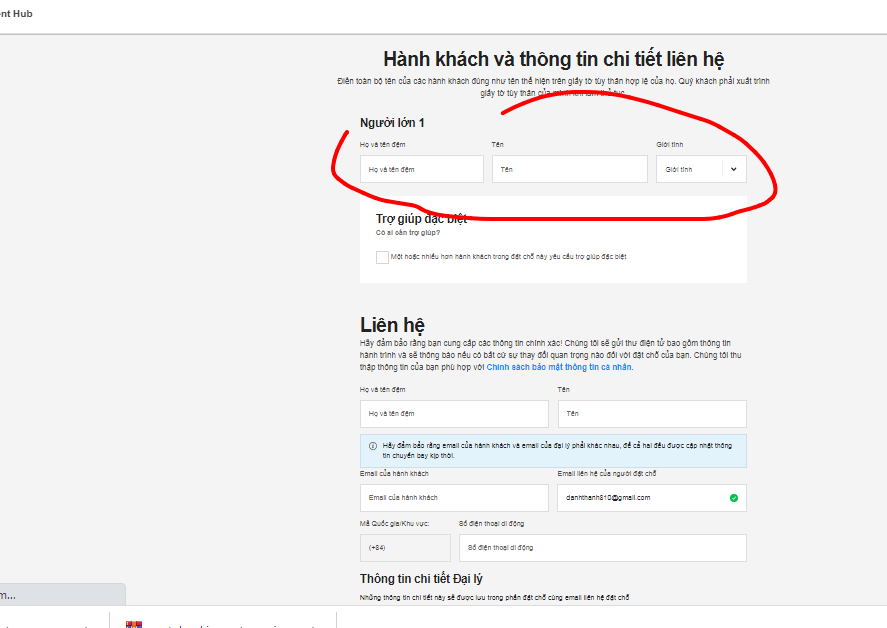 nt Hub
Hành khách và thông tin chi tiết liên hệ
Điền toàn bộ tên của các hành khách đúng như tên thể hiện trên giấy tờ tùy thân hợp lệ của họ. Quý khách phải xuất trình
giấy tờ tùy thân của mình khi làm thủ tục.
Người lớn 1
Họ và tên đệm Tên Giới tính
Họ và tên đệm Tên Giới tính
Trợ giúp đặc biệt
Có ai cần trợ giúp?
Một hoặc nhiều hơn hành khách trong đặt chỗ này yêu cầu trợ giúp đặc biệt
Liên hệ
Hãy đảm bảo rằng bạn cung cấp các thông tin chính xác! Chúng tôi sẽ gửi thư điện tử bao gồm thông tin
hành trình và sẽ thông báo nếu có bất cứ sự thay đổi quan trọng nào đối với đặt chỗ của bạn. Chúng tôi thu
thập thông tin của bạn phù hợp với Chính sách bảo mật thông tin cá nhân.
Họ và tên đệm Tên
Họ và tên đệm Tên
Hãy đảm bảo rằng email của hành khách và email của đại lý phải khác nhau, để cả hai đều được cập nhật thông
tin chuyến bay kịp thời.
Email của hành khách Email liên hệ của người đặt chỗ
Email của hành khách danhthanh810@gmail.com
Mã Quốc gia/Khu vực: Số điện thoại di động
(+84) Số điện thoại di động
Thông tin chi tiết Đại lý
Những thông tin chi tiết này sẽ được lưu trong phần đặt chỗ cùng email liên hệ đặt chỗ
m...